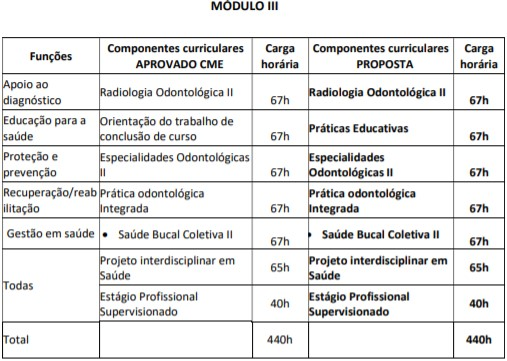 MÓDULO III
Funções
Componentes curriculares
APROVADO CME
Carga
horária
Componentes curriculares
PROPOSTA
Carga
horária
Apoio ao
diagnóstico
Radiologia Odontológica II
67h
Radiologia Odontológica II
67h
Educação para a
saúde
Orientação do trabalho de
conclusão de curso
67h
Práticas Educativas
67h
Proteção e
prevenção
Especialidades Odontológicas
II
67h
Especialidades
Odontológicas II
67h
Recuperação/reab
ilitação
Prática odontológica
Integrada
67h
Prática odontológica
Integrada
67h
Gestão em saúde
• Saúde Bucal Coletiva II
67h
• Saúde Bucal Coletiva II
67h
Todas
Projeto interdisciplinar em
Saúde
65h
Projeto interdisciplinar em
Saúde
65h
Estágio Profissional
Supervisionado
40h
Estágio Profissional
Supervisionado
40h
Total
440h
440h